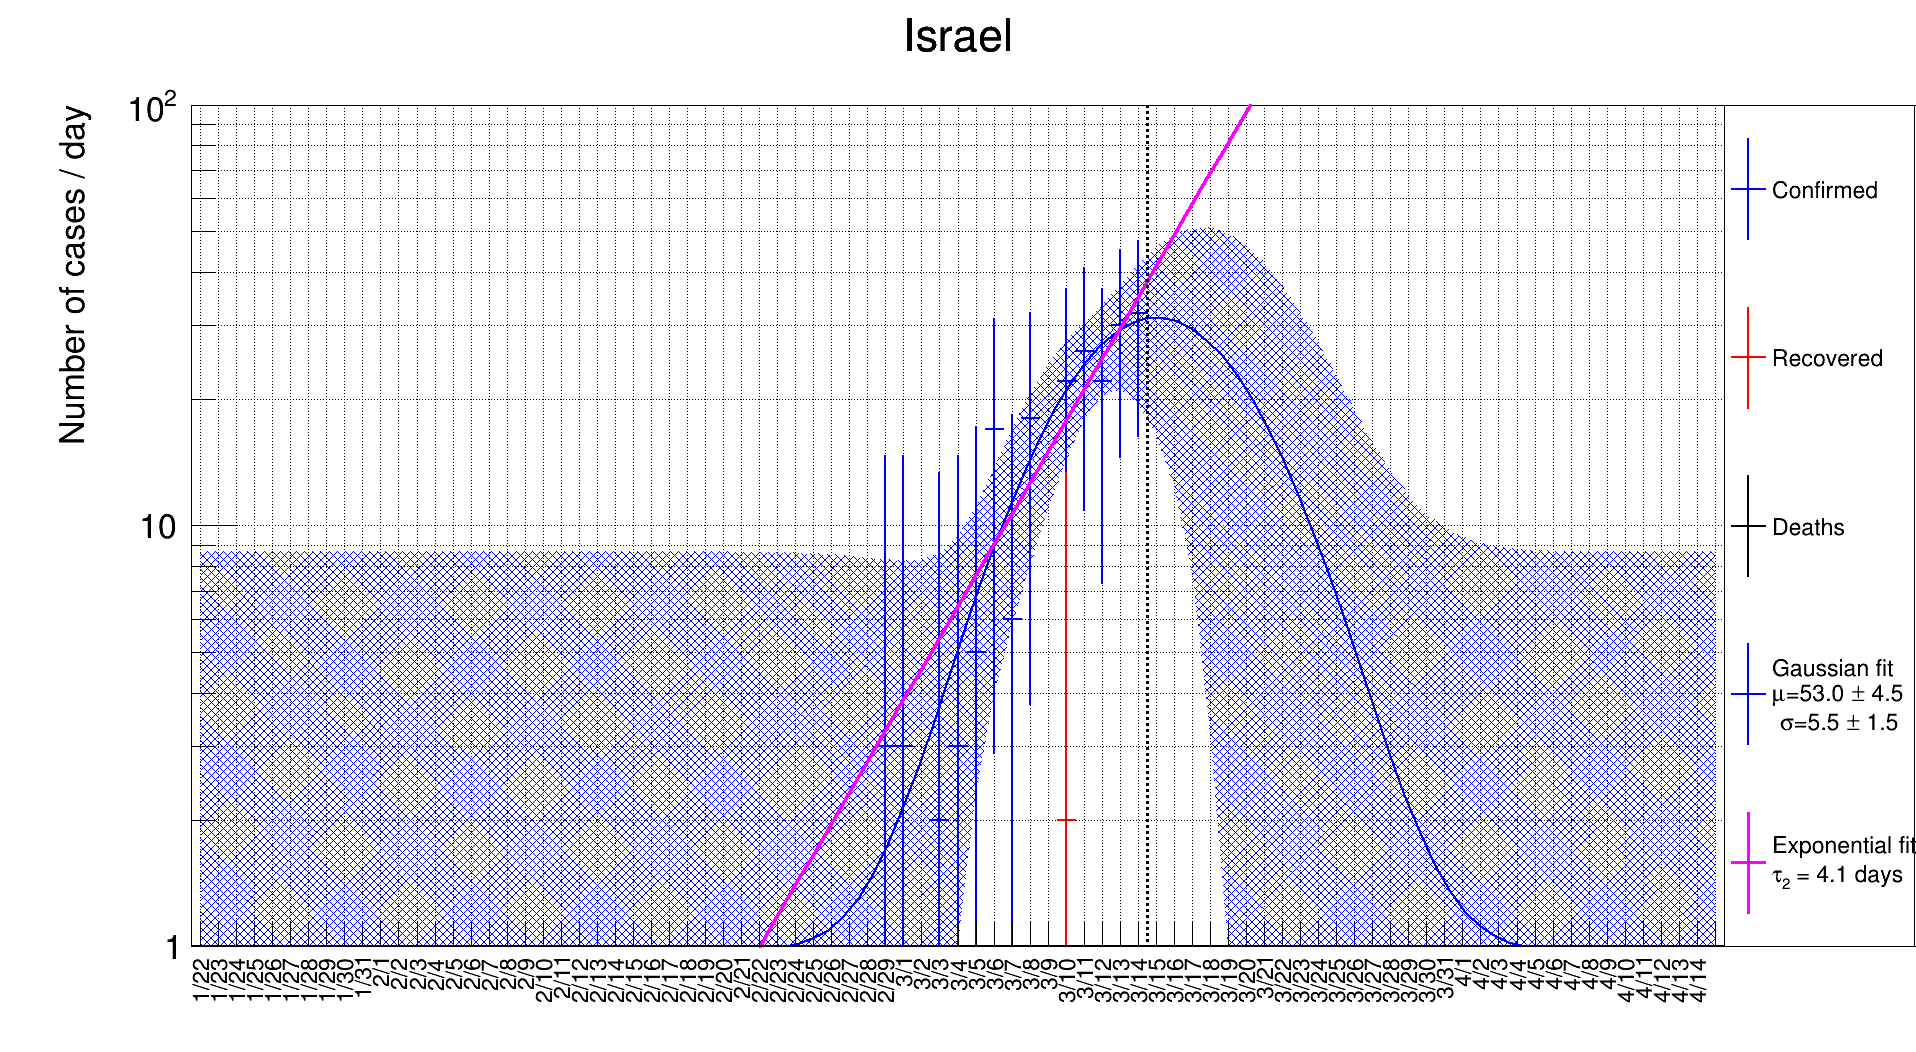 Israel
Number of cases / day
10²
10
1
1/22 1/23 1/24 1/25 1/26 1/27 1/28 1/29 1/30 1/31 2/1 2/2 2/3 2/4 2/5 2/6 2/7 2/8 2/9 2/10 2/11 2/12 2/13 2/14 2/15 2/16 2/17 2/18 2/19 2/20 2/21 2/22 2/23 2/24 2/25 2/26 2/27 2/28 2/29 3/1 3/2 3/3 3/4 3/5 3/6 3/7 3/8 3/9 3/10 3/11 3/12 3/13 3/14 3/15 3/16 3/17 3/18 3/19 3/20 3/21 3/22 3/23 3/24 3/25 3/26 3/27 3/28 3/29 3/30 3/31 4/1 4/2 4/3 4/4 4/5 4/6 4/7 4/8 4/9 4/10 4/11 4/12 4/13 4/14
Confirmed
Recovered
Deaths
Gaussian fit
μ=53.0 ± 4.5
σ=5.5 ± 1.5
Exponential fit
τ₂ = 4.1 days